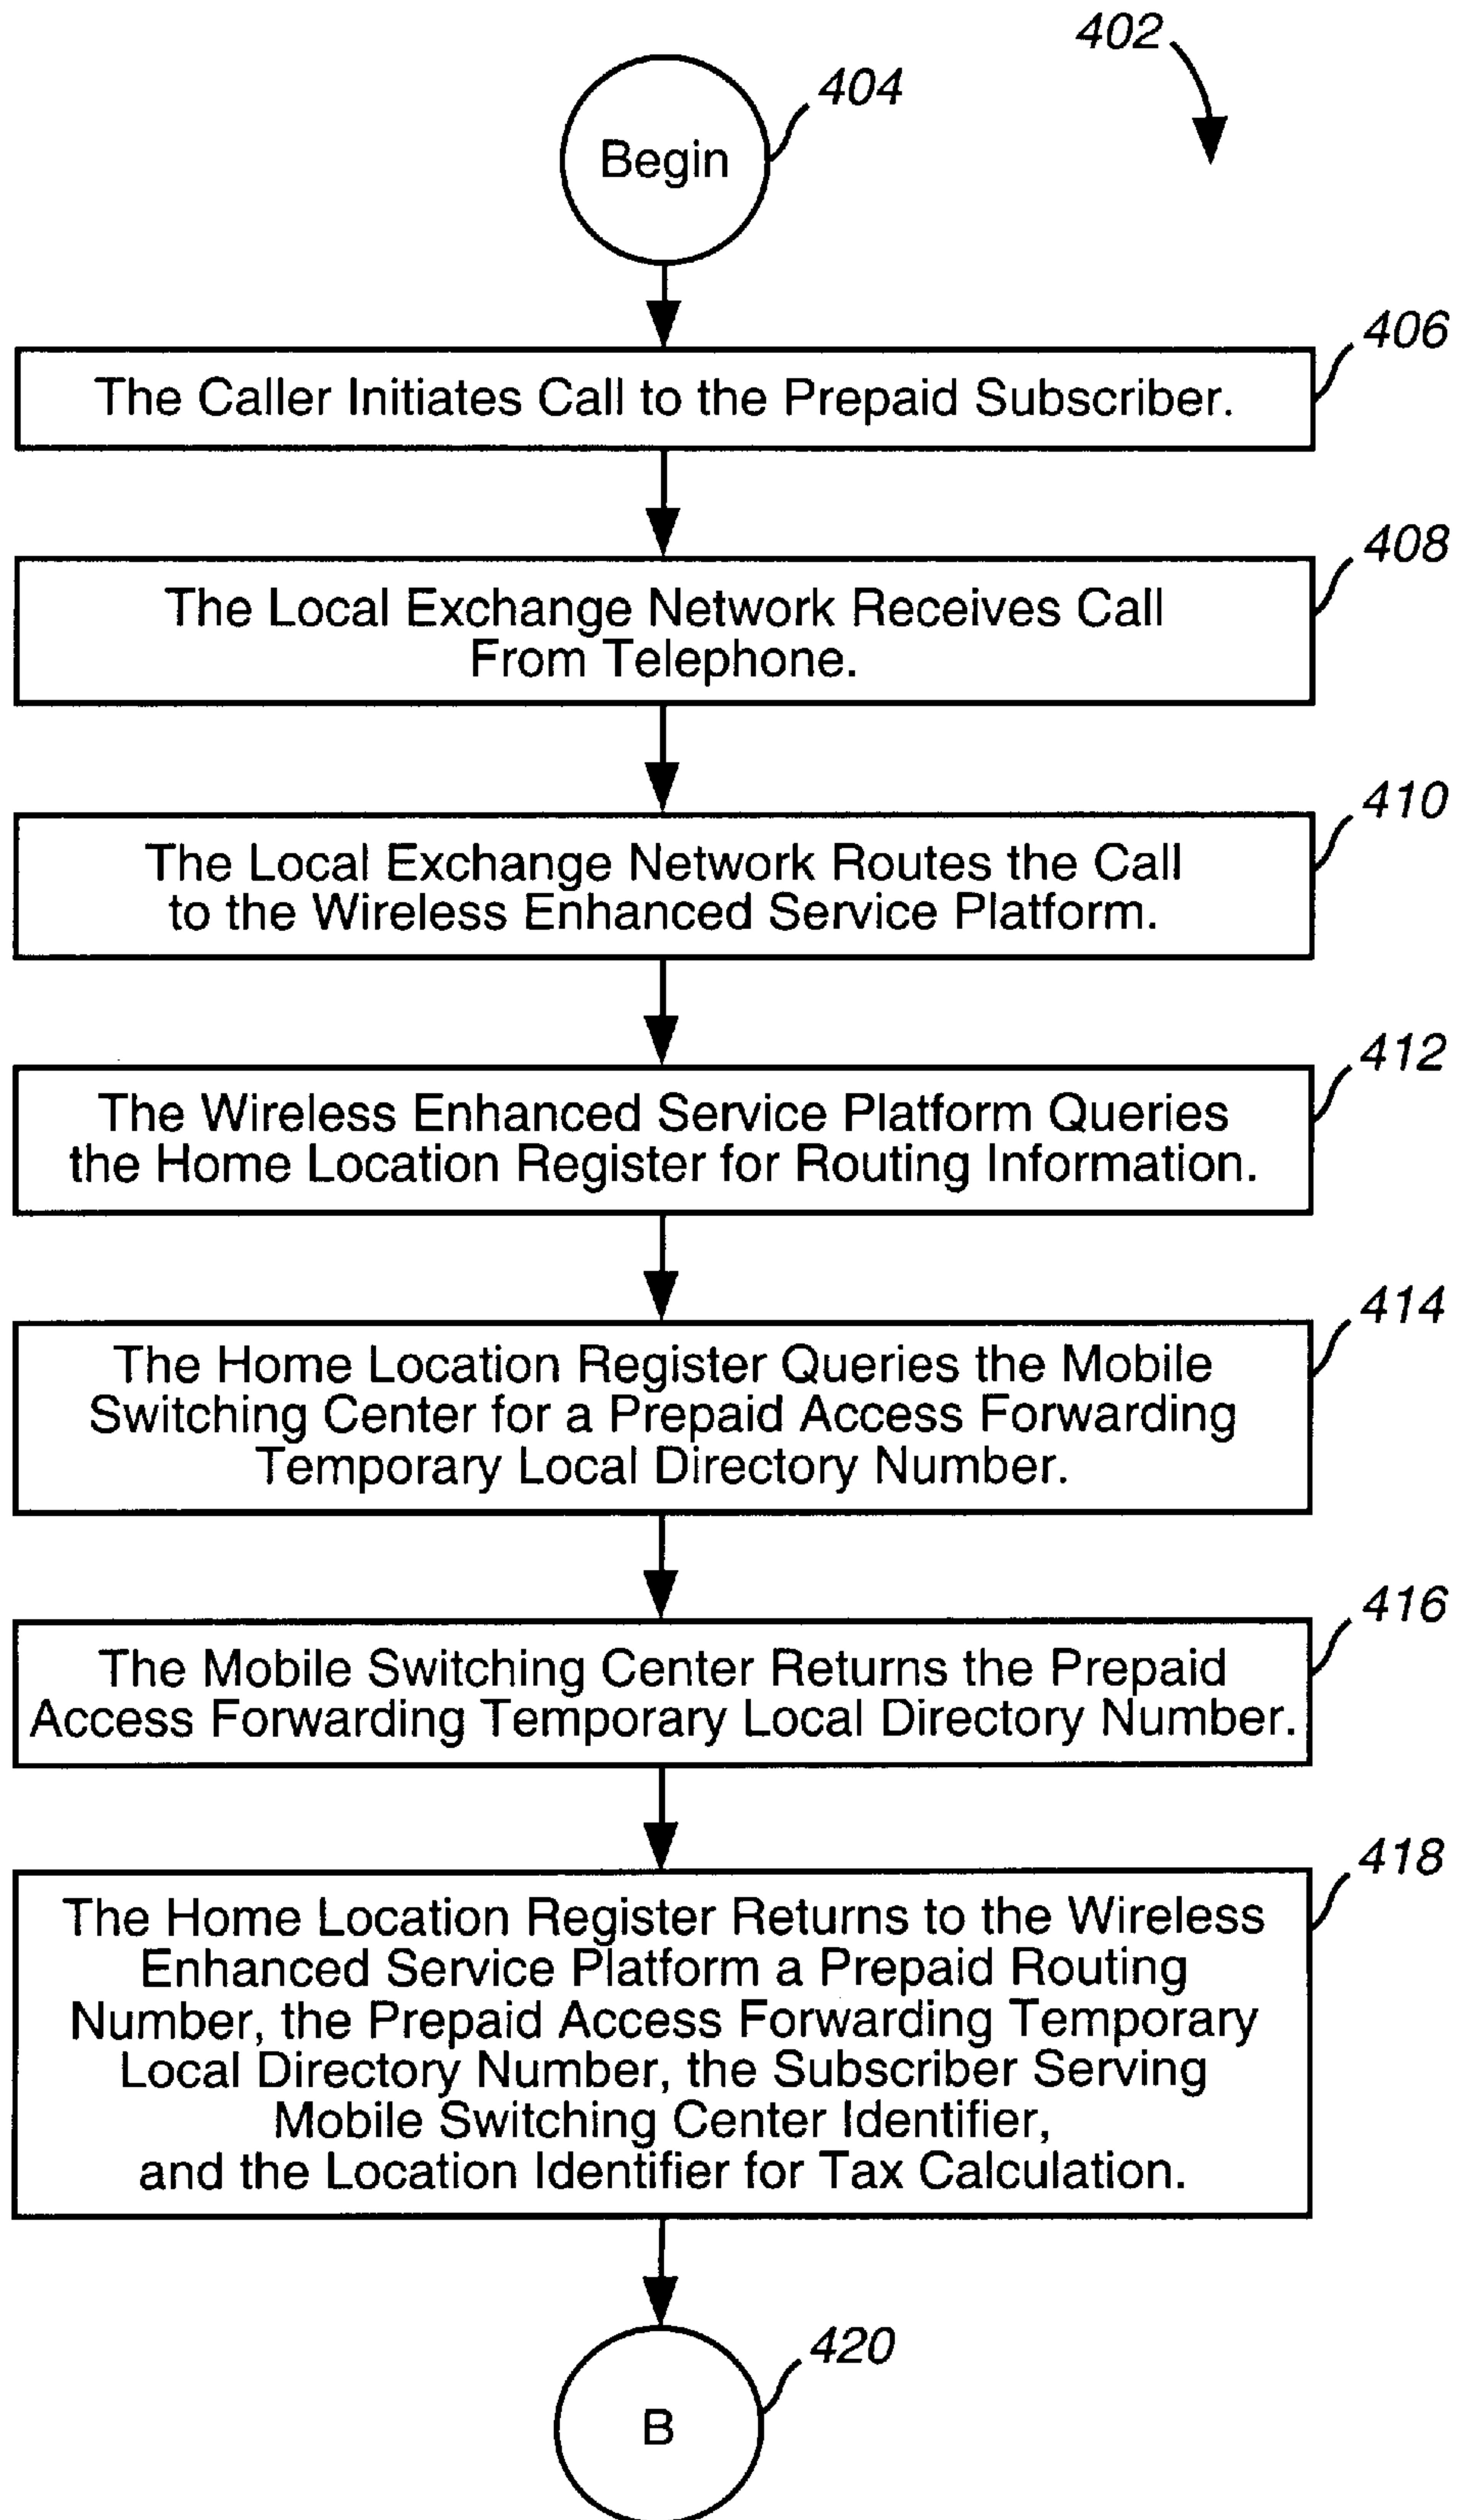 402
404
Begin
406
The Caller Initiates Call to the Prepaid Subscriber.
408
The Local Exchange Network Receives Call
From Telephone.
410
The Local Exchange Network Routes the Call
to the Wireless Enhanced Service Platform.
412
The Wireless Enhanced Service Platform Queries
the Home Location Register for Routing Information.
414
The Home Location Register Queries the Mobile
Switching Center for a Prepaid Access Forwarding
Temporary Local Directory Number.
416
The Mobile Switching Center Returns the Prepaid
Access Forwarding Temporary Local Directory Number.
418
The Home Location Register Returns to the Wireless
Enhanced Service Platform a Prepaid Routing
Number, the Prepaid Access Forwarding Temporary
Local Directory Number, the Subscriber Serving
Mobile Switching Center Identifier,
and the Location Identifier for Tax Calculation.
420
B